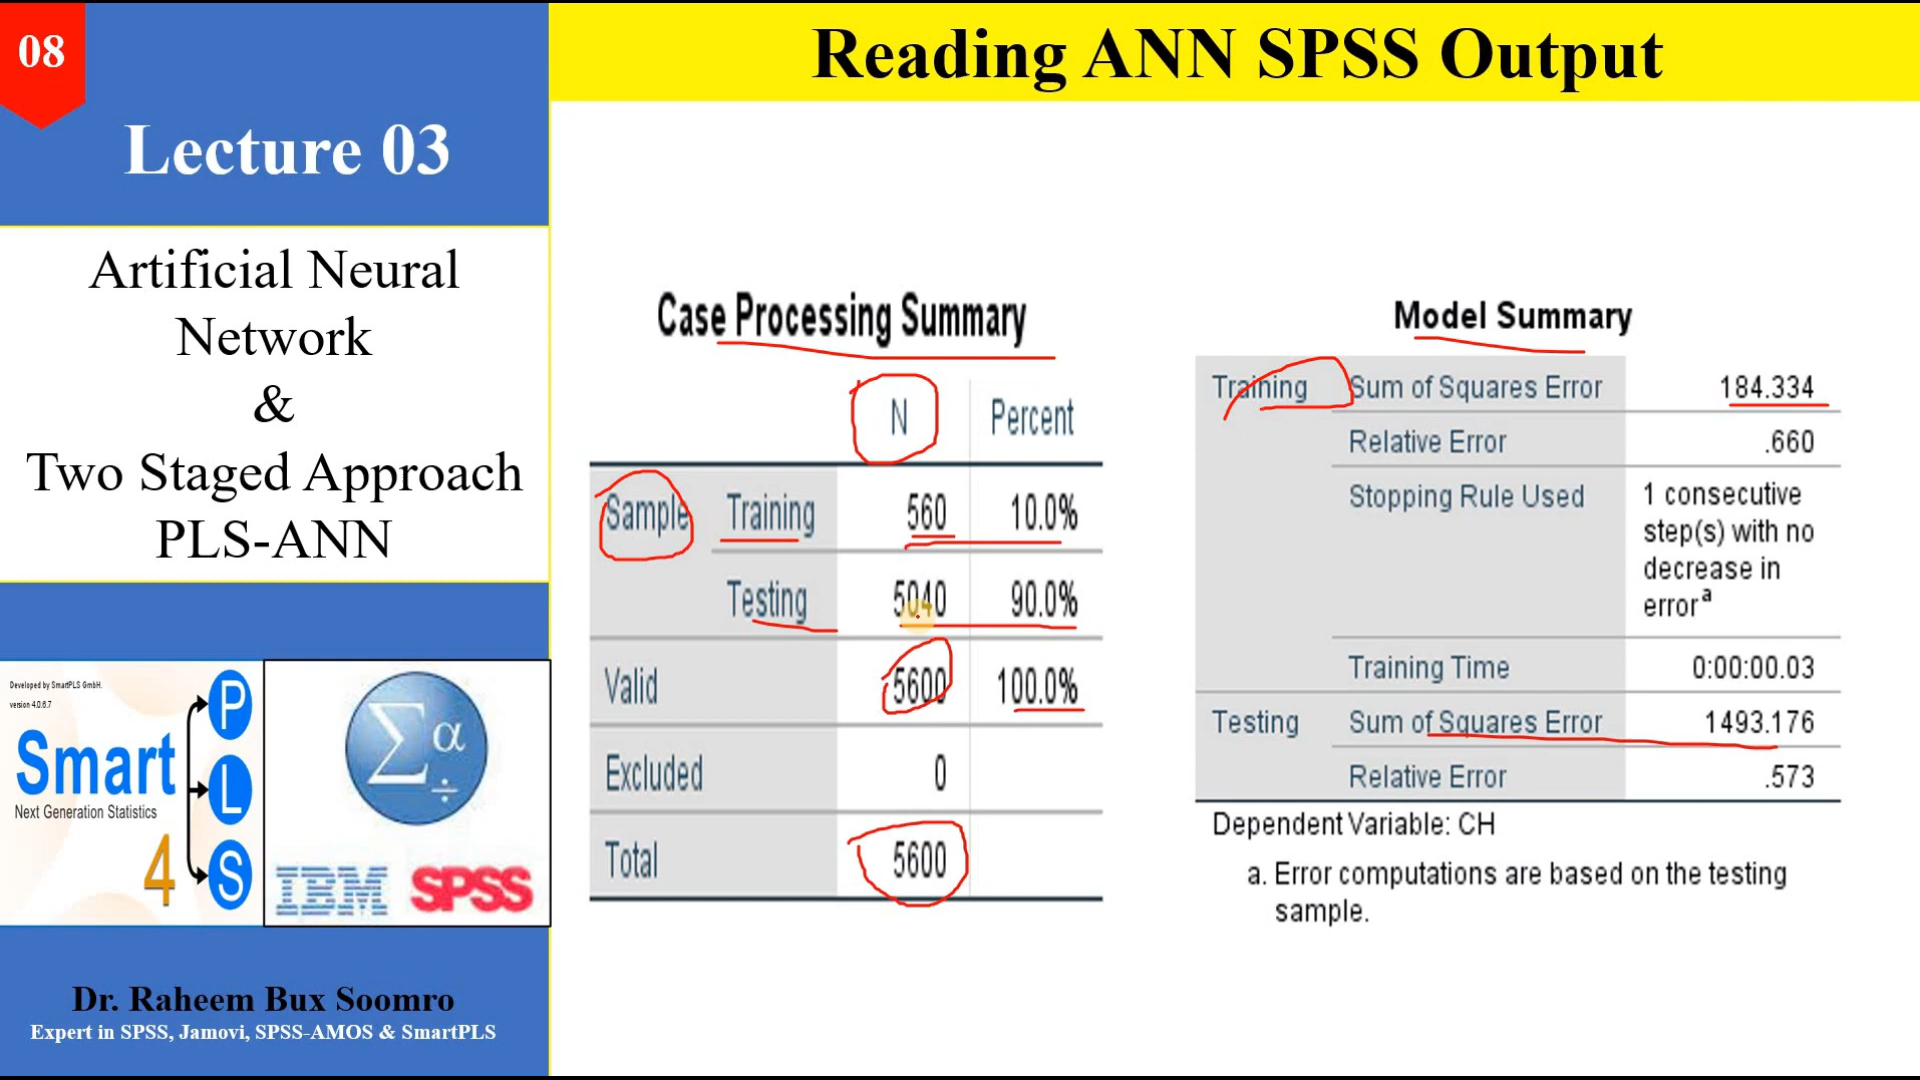 08
Lecture 03
Artificial Neural
Network
&
Two Staged Approach
PLS-ANN
Developed by SmartPLS GmbH.
version 4.0.6.7
Smart
Next Generation Statistics
4
P
L
S
Σ α ÷
IBM SPSS
Dr. Raheem Bux Soomro
Expert in SPSS, Jamovi, SPSS-AMOS & SmartPLS
Reading ANN SPSS Output
Case Processing Summary
N Percent
Sample Training 560 10.0%
Testing 5040 90.0%
Valid 5600 100.0%
Excluded 0
Total 5600
Model Summary
Training Sum of Squares Error 184.334
Relative Error .660
Stopping Rule Used 1 consecutive
step(s) with no
decrease in
error a
Training Time 0:00:00.03
Testing Sum of Squares Error 1493.176
Relative Error .573
Dependent Variable: CH
a. Error computations are based on the testing
sample.